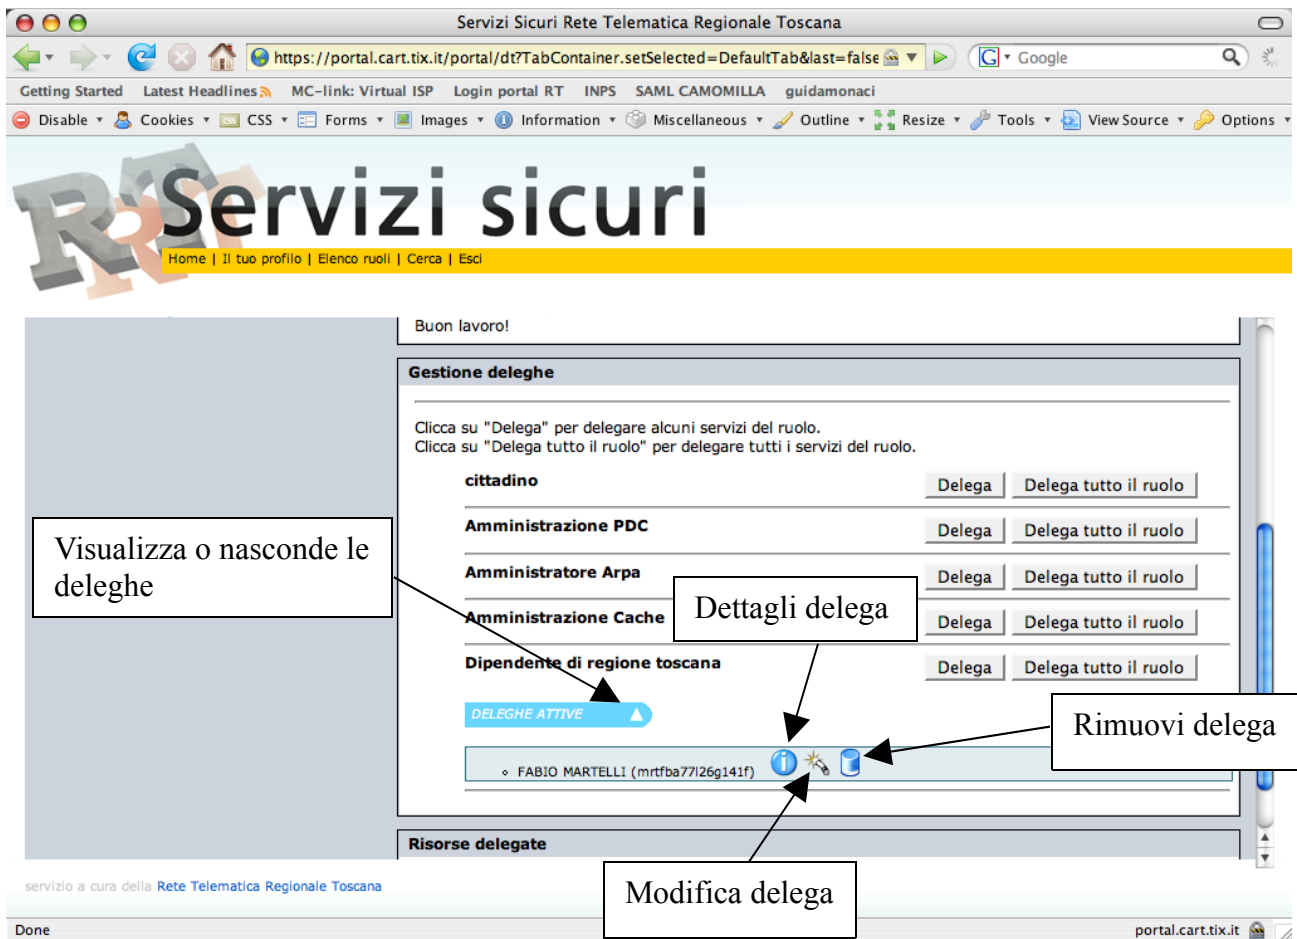 Servizi Sicuri Rete Telematica Regionale Toscana
https://portal.cart.tix.it/portal/dt?TabContainer.setSelected=DefaultTab&last=false
G Google
Getting Started Latest Headlines MC-link: Virtual ISP Login portal RT INPS SAML CAMOMILLA guidamonaci
Disable Cookies CSS Forms Images Information Miscellaneous Outline Resize Tools View Source Options
RRT
Servizi sicuri
Home | Il tuo profilo | Elenco ruoli | Cerca | Esci
Buon lavoro!
Gestione deleghe
Clicca su "Delega" per delegare alcuni servizi del ruolo.
Clicca su "Delega tutto il ruolo" per delegare tutti i servizi del ruolo.
cittadino Delega Delega tutto il ruolo
Amministrazione PDC Delega Delega tutto il ruolo
Visualizza o nasconde le
deleghe
Amministratore Arpa Delega Delega tutto il ruolo
Dettagli delega
Amministrazione Cache Delega Delega tutto il ruolo
Dipendente di regione toscana Delega Delega tutto il ruolo
DELEGHE ATTIVE
Rimuovi delega
FABIO MARTELLI (mrtfba77l26g141f)
Risorse delegate
Modifica delega
servizio a cura della Rete Telematica Regionale Toscana
Done portal.cart.tix.it